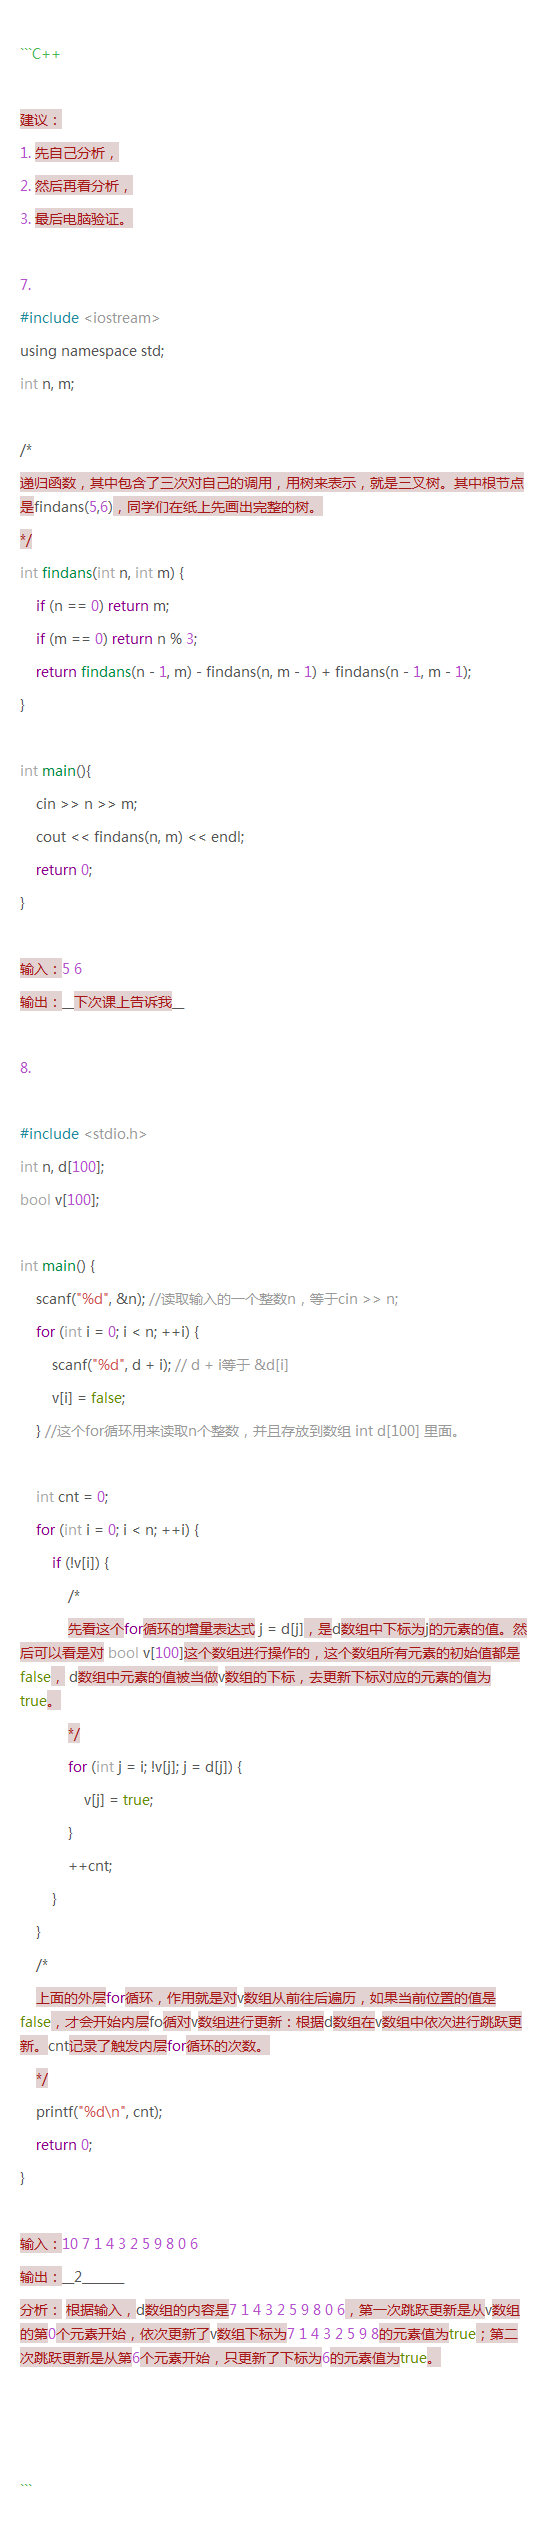 ```C++
建议：
1. 先自己分析，
2. 然后再看分析，
3. 最后电脑验证。
7.
#include <iostream>
using namespace std;
int n, m;
/*
递归函数，其中包含了三次对自己的调用，用树来表示，就是三叉树。其中根节点
是findans(5,6)，同学们在纸上先画出完整的树。
*/
int findans(int n, int m) {
if (n == 0) return m;
if (m == 0) return n % 3;
return findans(n - 1, m) - findans(n, m - 1) + findans(n - 1, m - 1);
}
int main(){
cin >> n >> m;
cout << findans(n, m) << endl;
return 0;
}
输入：5 6
输出：__下次课上告诉我__
8.
#include <stdio.h>
int n, d[100];
bool v[100];
int main() {
scanf("%d", &n); //读取输入的一个整数n，等于cin >> n;
for (int i = 0; i < n; ++i) {
scanf("%d", d + i); // d + i等于 &d[i]
v[i] = false;
} //这个for循环用来读取n个整数，并且存放到数组 int d[100] 里面。
int cnt = 0;
for (int i = 0; i < n; ++i) {
if (!v[i]) {
/*
先看这个for循环的增量表达式 j = d[j]，是d数组中下标为j的元素的值。然
后可以看是对 bool v[100]这个数组进行操作的，这个数组所有元素的初始值都是
false， d数组中元素的值被当做v数组的下标，去更新下标对应的元素的值为
true。
*/
for (int j = i; !v[j]; j = d[j]) {
v[j] = true;
}
++cnt;
}
}
/*
上面的外层for循环，作用就是对v数组从前往后遍历，如果当前位置的值是
false，才会开始内层fo循对v数组进行更新：根据d数组在v数组中依次进行跳跃更
新。cnt记录了触发内层for循环的次数。
*/
printf("%d\n", cnt);
return 0;
}
输入：10 7 1 4 3 2 5 9 8 0 6
输出：__2_______
分析： 根据输入，d数组的内容是7 1 4 3 2 5 9 8 0 6，第一次跳跃更新是从v数组
的第0个元素开始，依次更新了v数组下标为7 1 4 3 2 5 9 8的元素值为true；第二
次跳跃更新是从第6个元素开始，只更新了下标为6的元素值为true。
```